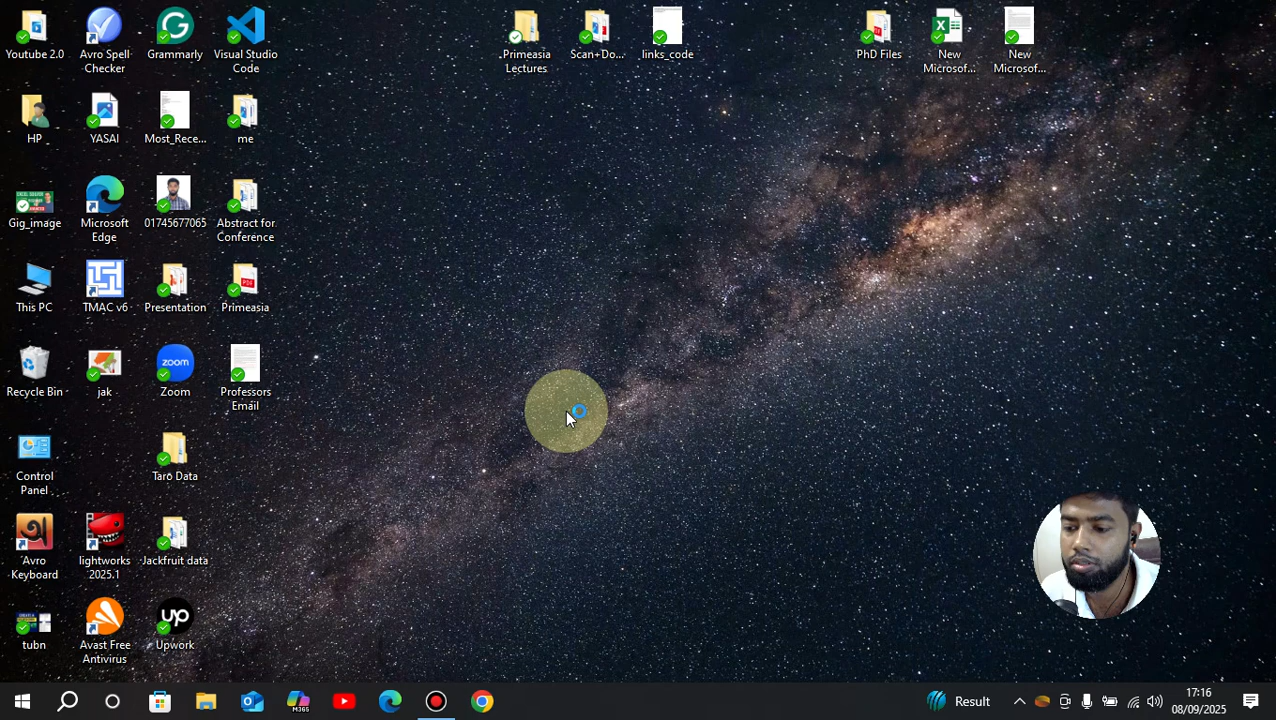 Youtube 2.0
Avro Spell
Checker
Grammarly
Visual Studio
Code
Primeasia
Lectures
Scan+Do...
links_code
PhD Files
New
Microsof...
New
Microsof...
HP
YASAI
Most_Rece...
me
Gig_image
Microsoft
Edge
01745677065
Abstract for
Conference
This PC
TMAC v6
Presentation
Primeasia
Recycle Bin
jak
zoom
Zoom
Professors
Email
Control
Panel
Taro Data
অ
Avro
Keyboard
lightworks
2025.1
Jackfruit data
tubn
Avast Free
Antivirus
up
Upwork
M365
Result
17:16
08/09/2025